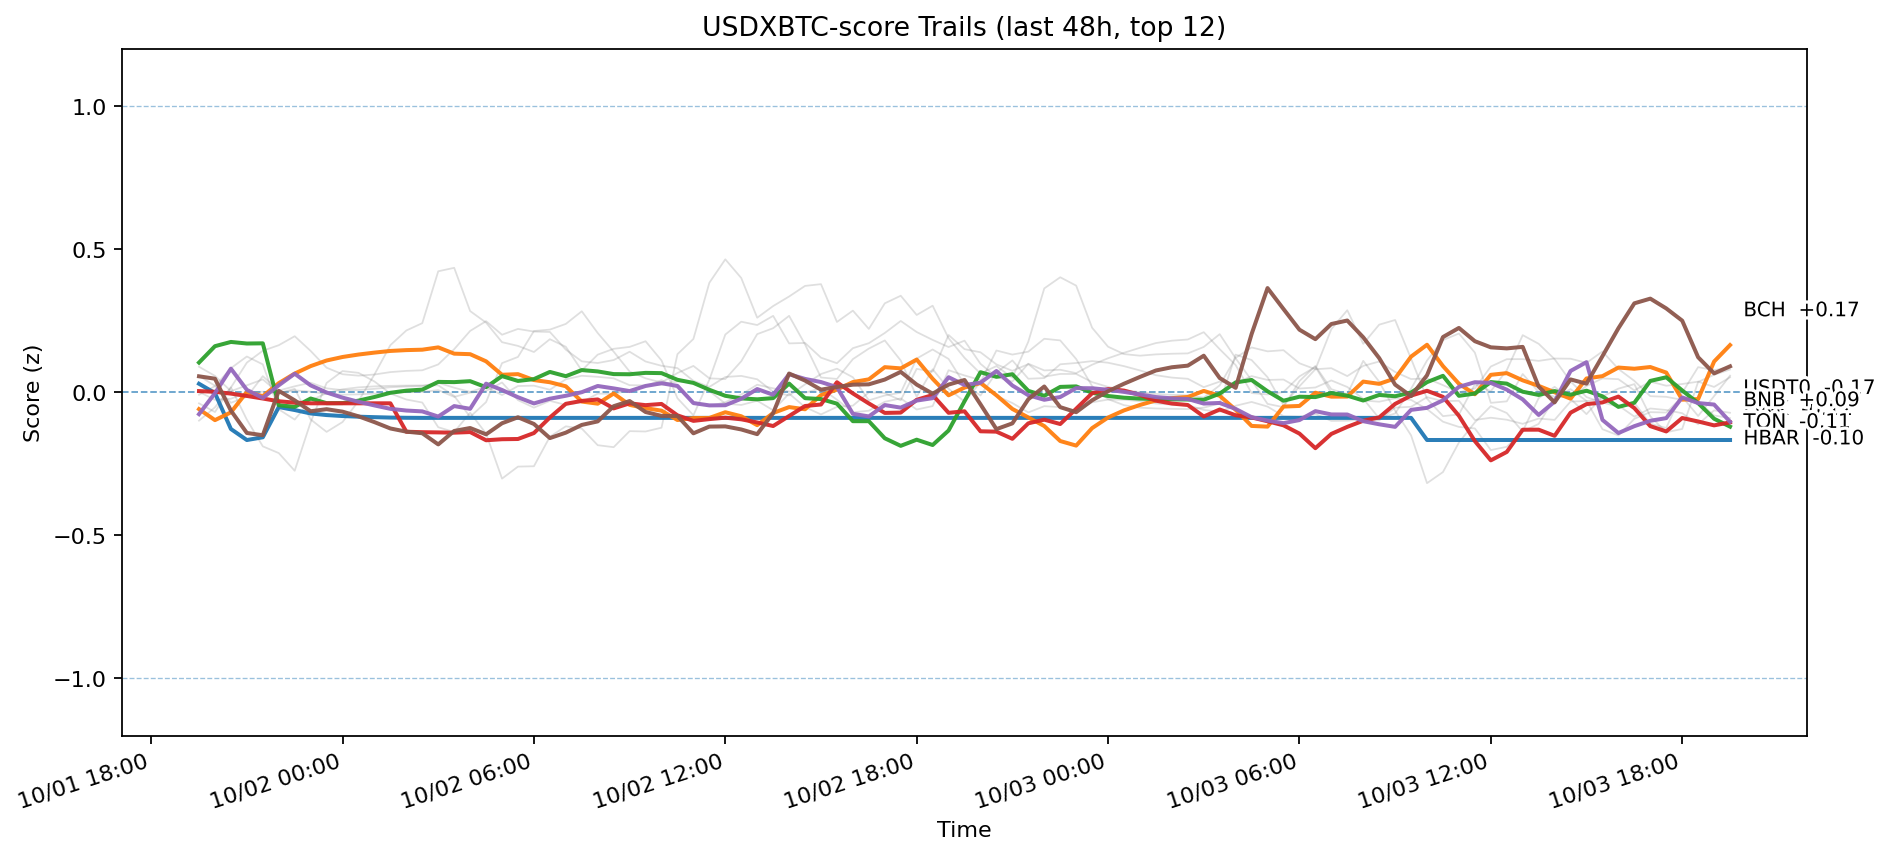 USDXBTC-score Trails (last 48h, top 12)
Score (z)
1.0
0.5
0.0
−0.5
−1.0
BCH +0.17
USDT0 -0.17
BNB +0.09
TON -0.11
HBAR -0.10
10/01 18:00
10/02 00:00
10/02 06:00
10/02 12:00
10/02 18:00
10/03 00:00
10/03 06:00
10/03 12:00
10/03 18:00
Time